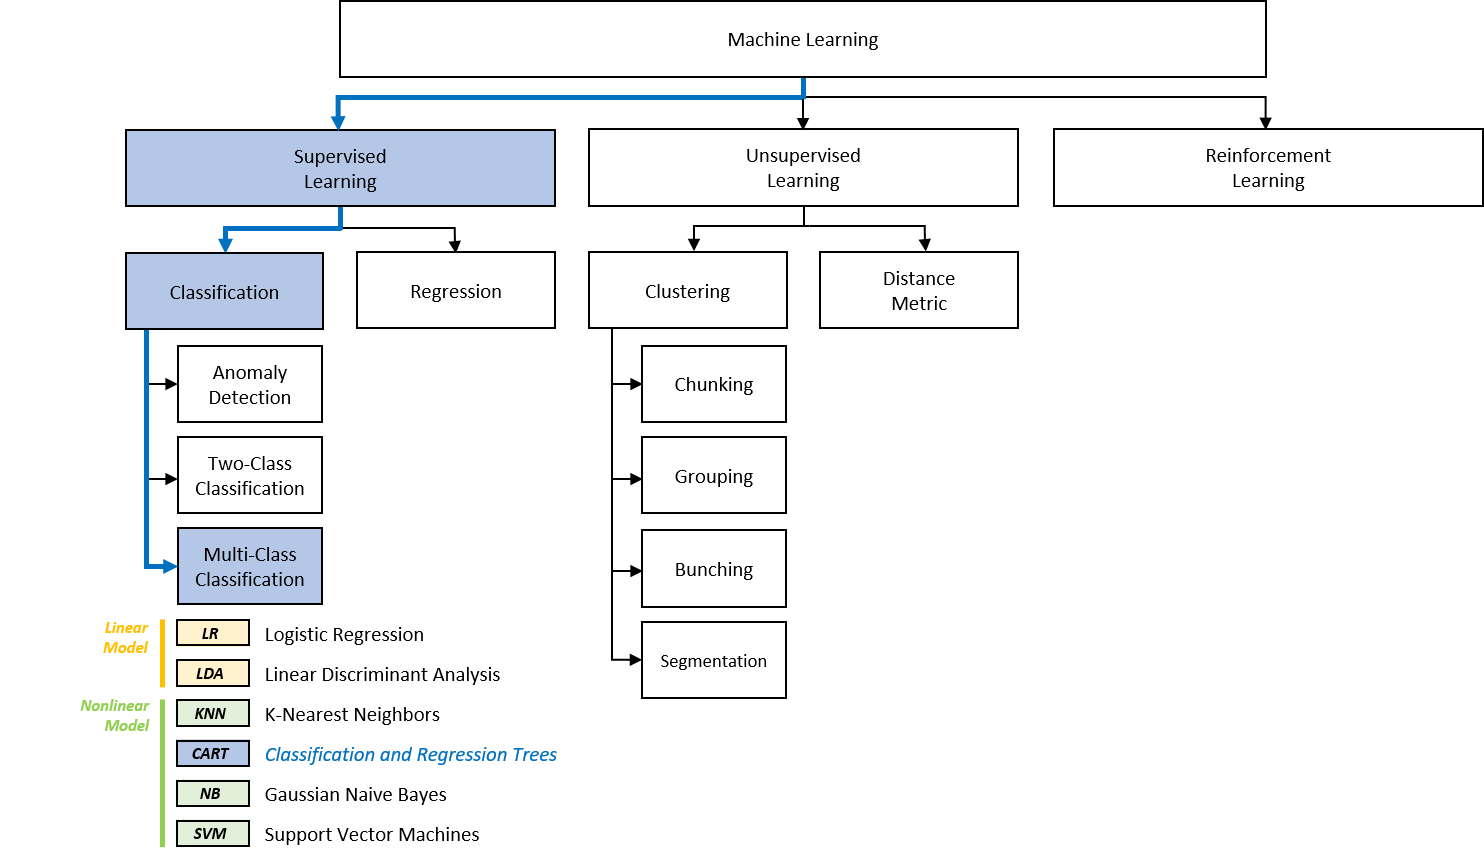 Machine Learning
Supervised
Learning
Unsupervised
Learning
Reinforcement
Learning
Classification
Regression
Clustering
Distance
Metric
Anomaly
Detection
Two-Class
Classification
Multi-Class
Classification
Chunking
Grouping
Bunching
Segmentation
Linear
Model
LR Logistic Regression
LDA Linear Discriminant Analysis
Nonlinear
Model
KNN K-Nearest Neighbors
CART Classification and Regression Trees
NB Gaussian Naive Bayes
SVM Support Vector Machines